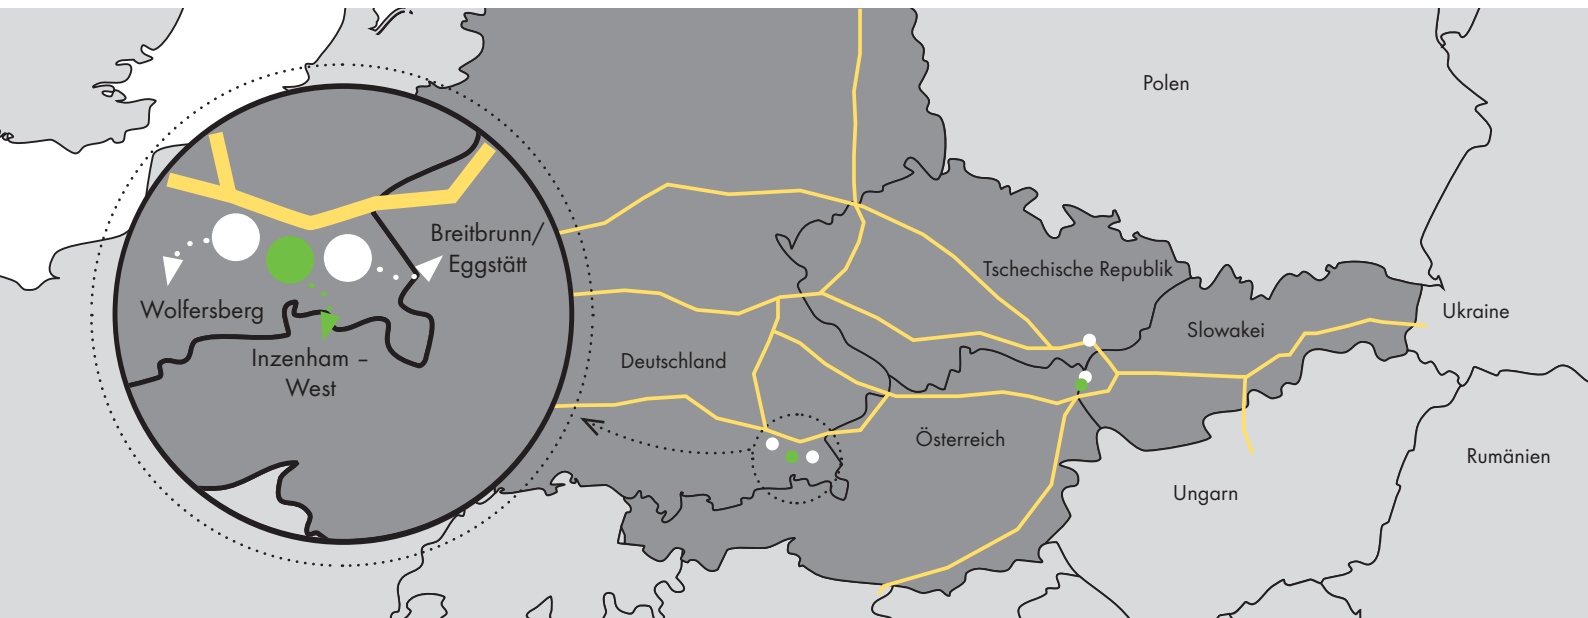 Polen
Breitbrunn/
Eggstätt
Tschechische Republik
Wolfersberg
Ukraine
Slowakei
Inzenham –
West
Deutschland
Österreich
Rumänien
Ungarn